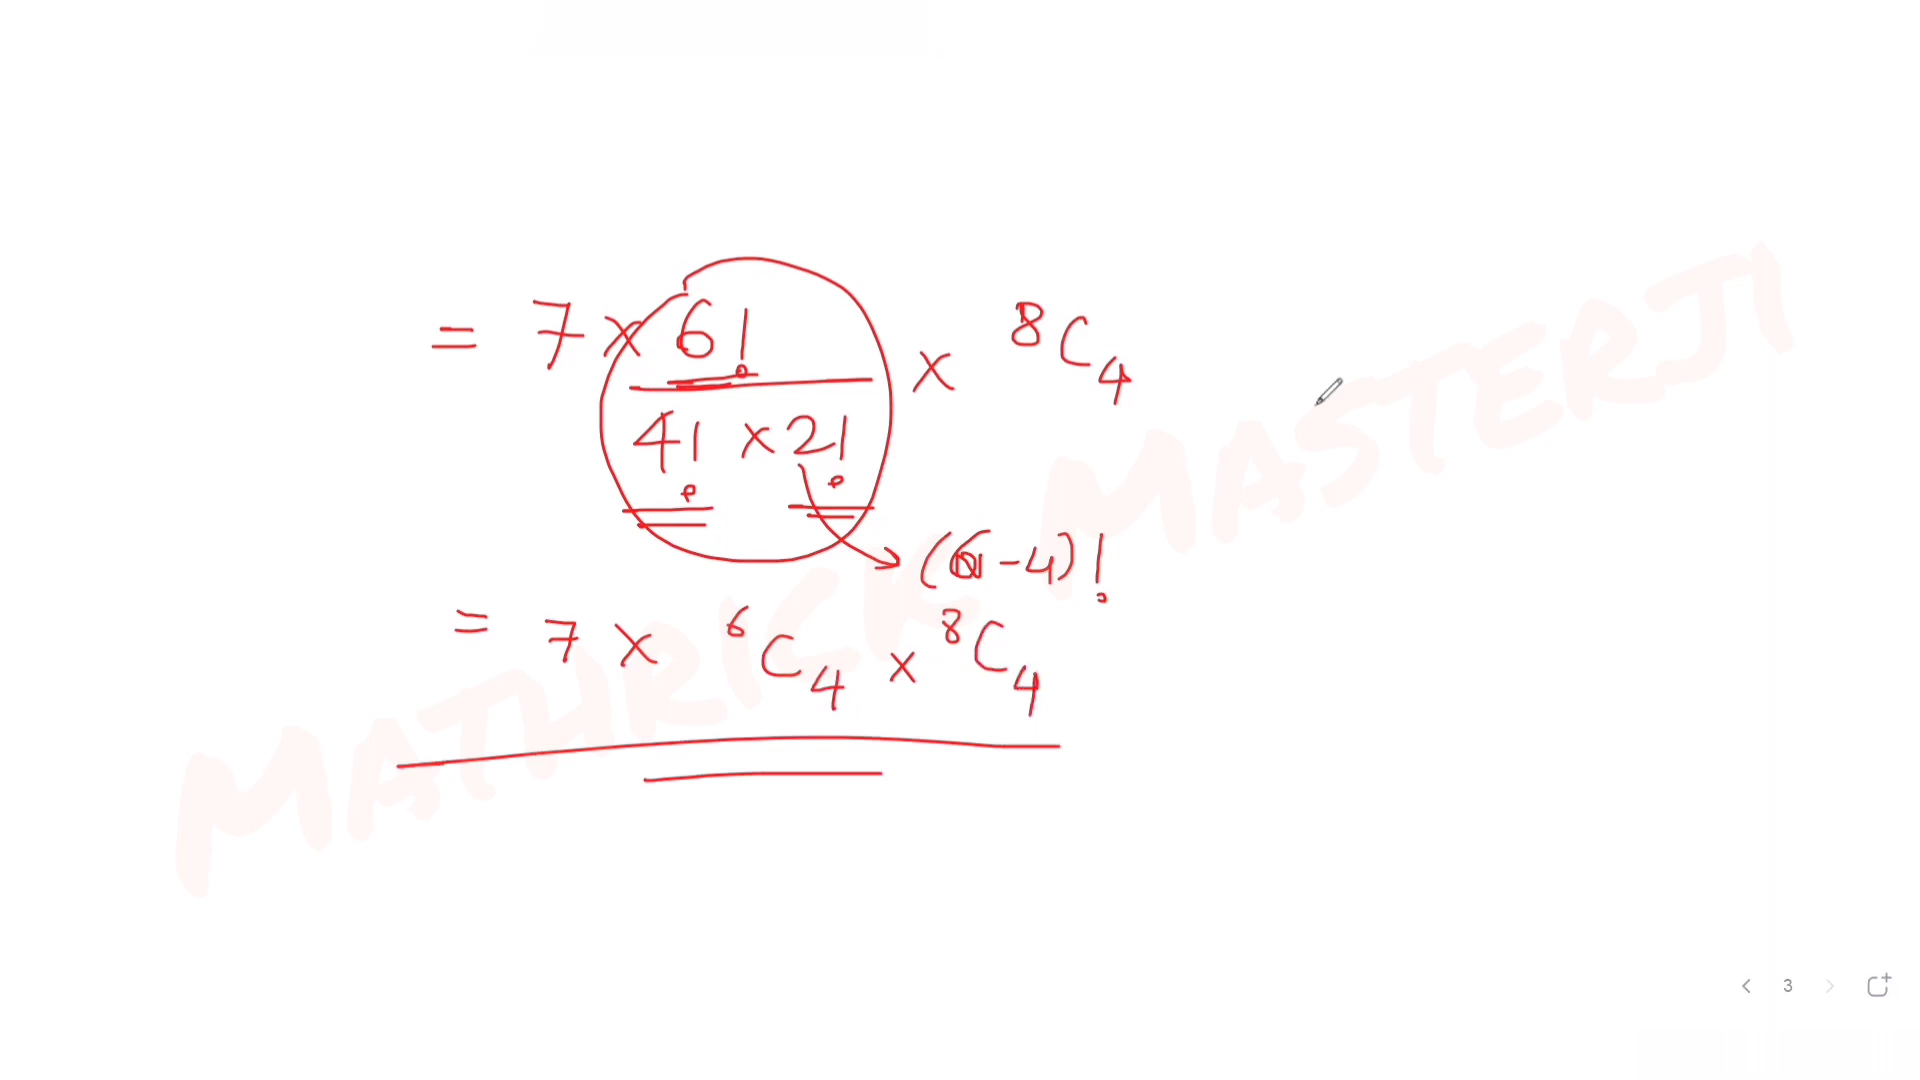 = 7 × 6!
4! × 2! × ⁸C₄
(6-4)!
= 7 × ⁶C₄ × ⁸C₄
MATHRICK MASTERJI
3